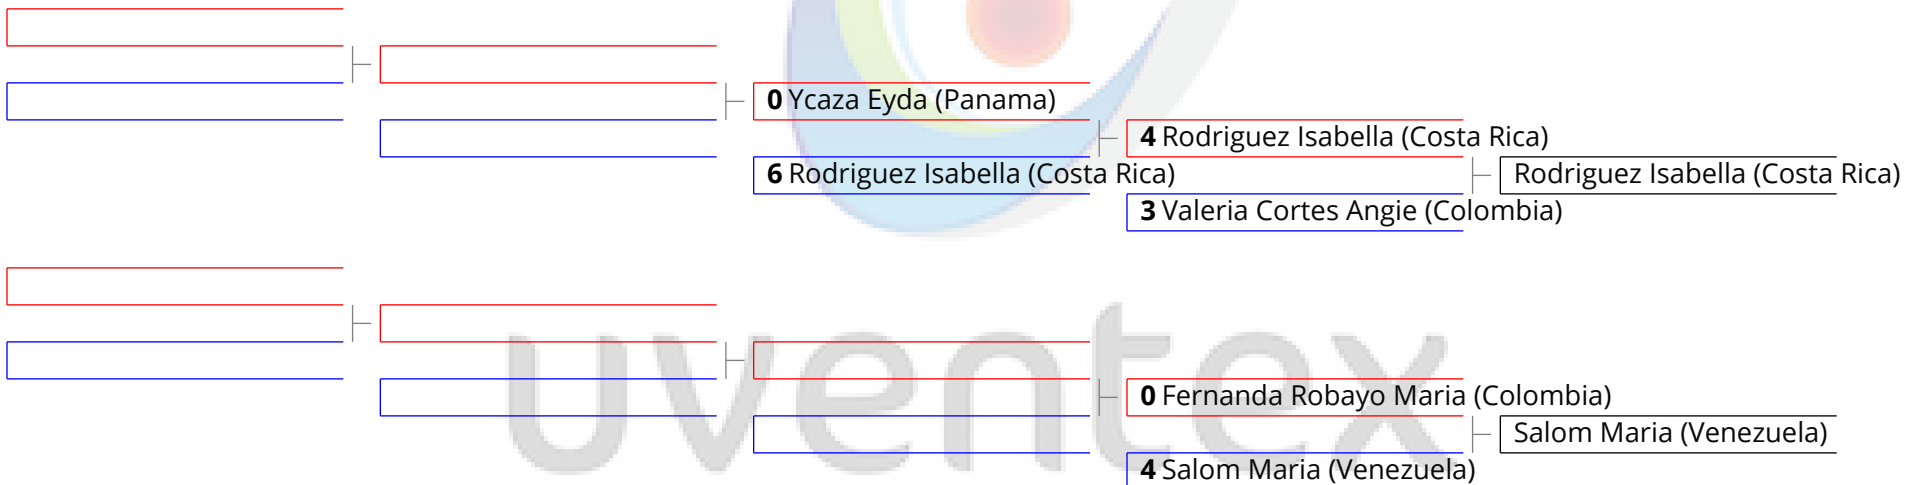 0 Ycaza Eyda (Panama)
4 Rodriguez Isabella (Costa Rica)
6 Rodriguez Isabella (Costa Rica)
Rodriguez Isabella (Costa Rica)
3 Valeria Cortes Angie (Colombia)
uventex
0 Fernanda Robayo Maria (Colombia)
Salom Maria (Venezuela)
4 Salom Maria (Venezuela)